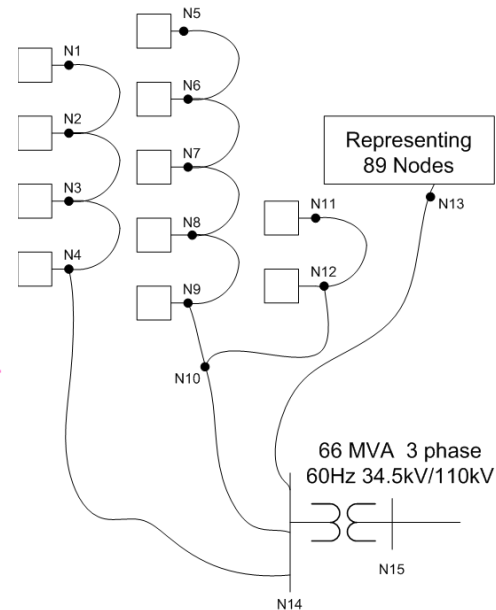 N5
N1
N6
N2
Representing
89 Nodes
N7
N3
N11
N13
N8
N4
N12
N9
N10
66 MVA 3 phase
60Hz 34.5kV/110kV
N15
N14